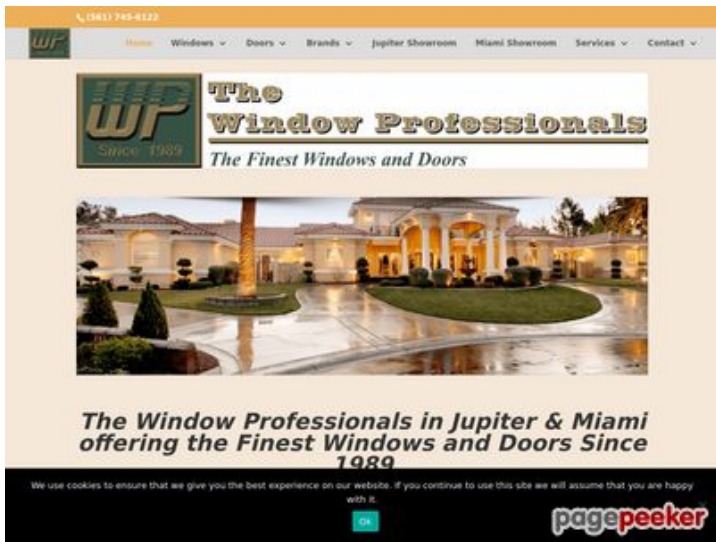 (561) 745-6122
WP
Home Windows Doors Brands Jupiter Showroom Miami Showroom Services Contact
WP
Since 1989
The
Window Professionals
The Finest Windows and Doors
The Window Professionals in Jupiter & Miami
offering the Finest Windows and Doors Since
1989
We use cookies to ensure that we give you the best experience on our website. If you continue to use this site we will assume that you are happy
with it.
Ok
pagepeeker